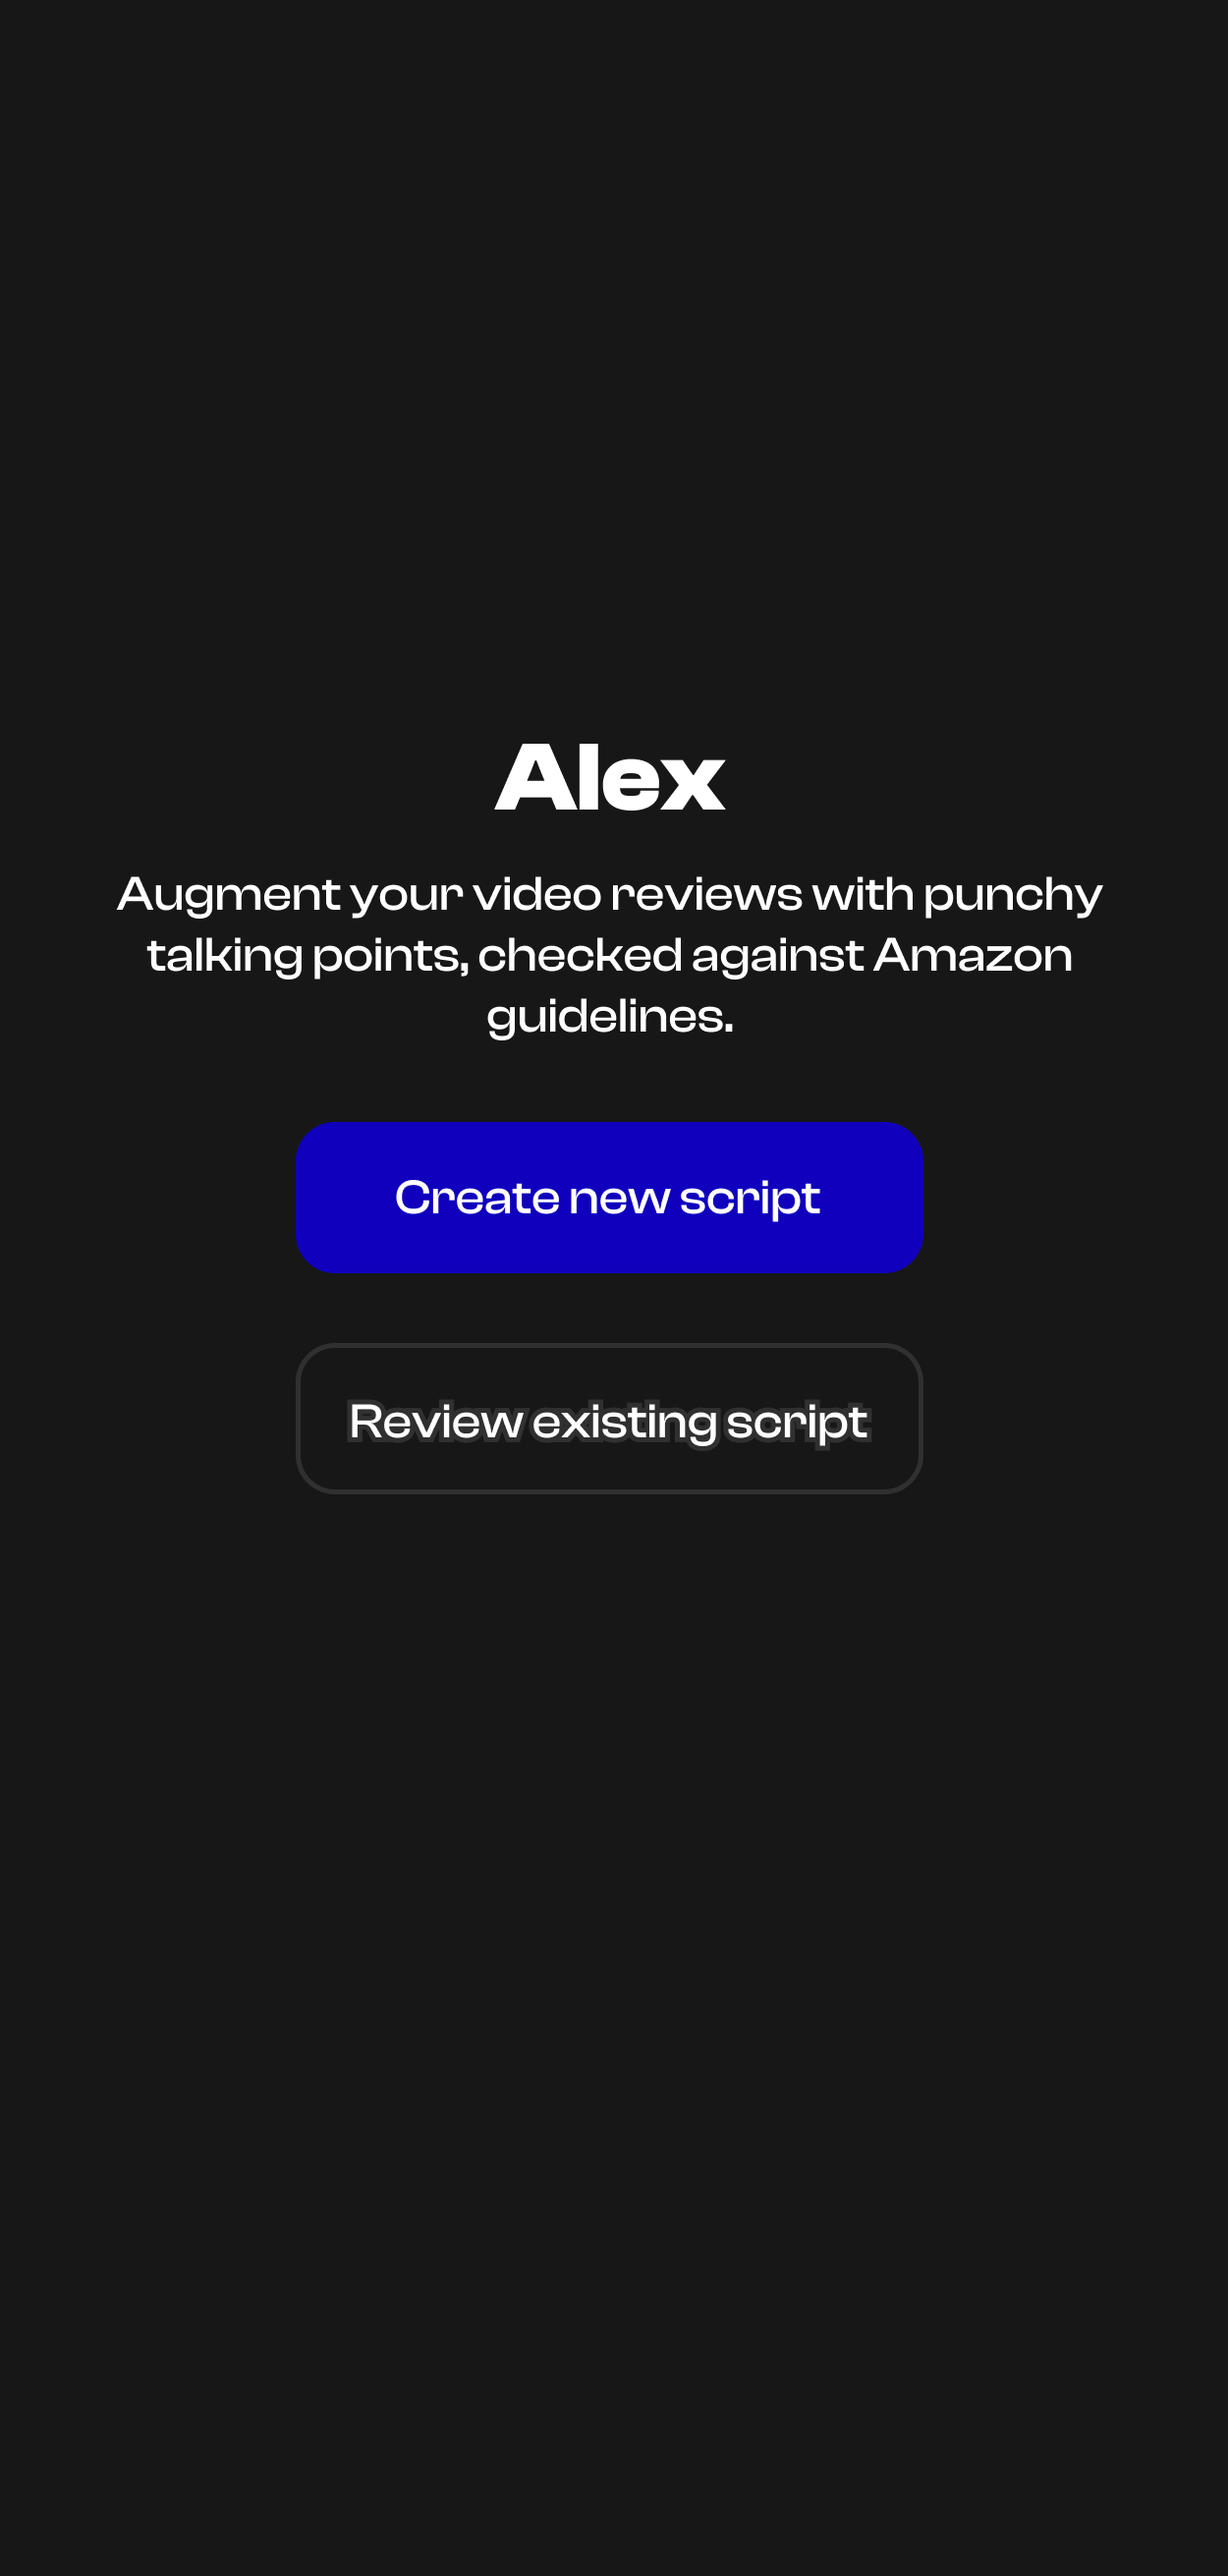 Alex
Augment your video reviews with punchy
talking points, checked against Amazon
guidelines.
Create new script
Review existing script